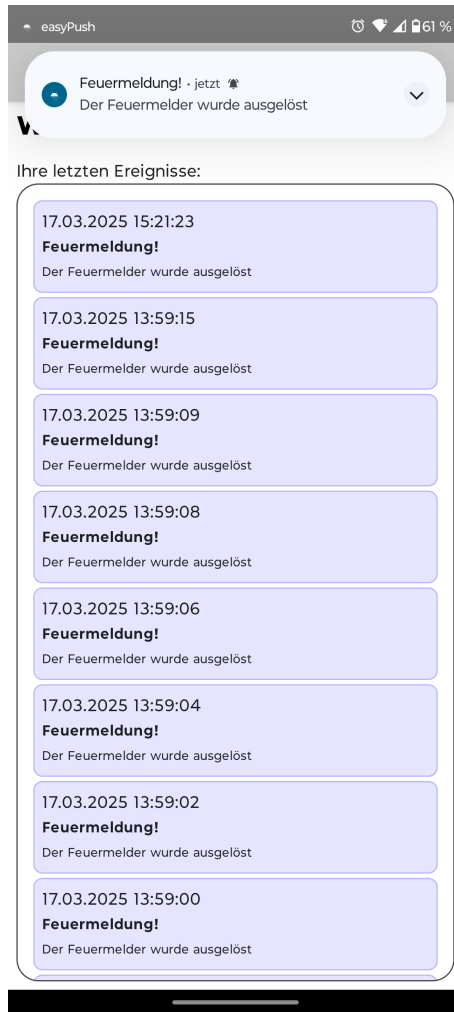 easyPush
61 %
Feuermeldung! • jetzt
Der Feuermelder wurde ausgelöst
Ihre letzten Ereignisse:
17.03.2025 15:21:23
Feuermeldung!
Der Feuermelder wurde ausgelöst
17.03.2025 13:59:15
Feuermeldung!
Der Feuermelder wurde ausgelöst
17.03.2025 13:59:09
Feuermeldung!
Der Feuermelder wurde ausgelöst
17.03.2025 13:59:08
Feuermeldung!
Der Feuermelder wurde ausgelöst
17.03.2025 13:59:06
Feuermeldung!
Der Feuermelder wurde ausgelöst
17.03.2025 13:59:04
Feuermeldung!
Der Feuermelder wurde ausgelöst
17.03.2025 13:59:02
Feuermeldung!
Der Feuermelder wurde ausgelöst
17.03.2025 13:59:00
Feuermeldung!
Der Feuermelder wurde ausgelöst